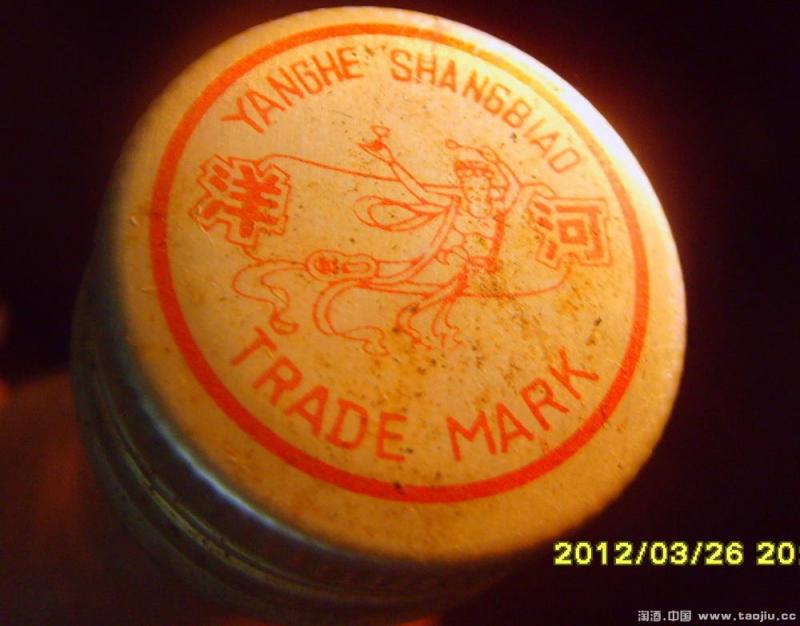 YANGHE SHANGBIAO
洋河
TRADE MARK
2012/03/26 20
淘酒.中国 www.taojiu.cc